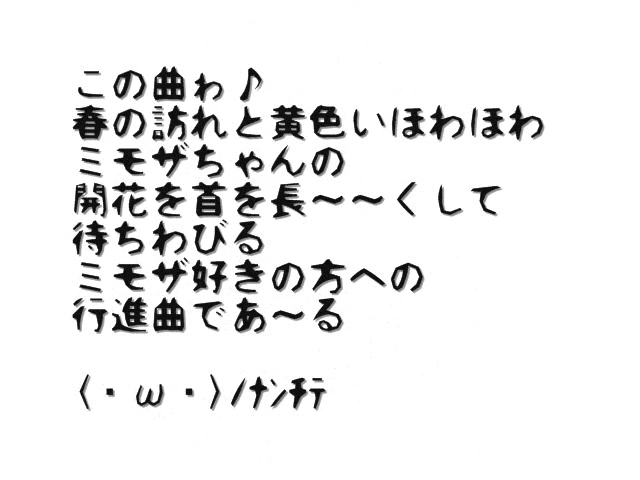 この曲ゎ♪
春の訪れと黄色いほわほわ
ミモザちゃんの
開花を首を長〜〜くして
待ちわびる
ミモザ好きの方への
行進曲であ〜る
〈・ω・〉ﾉﾅﾝﾁﾃ